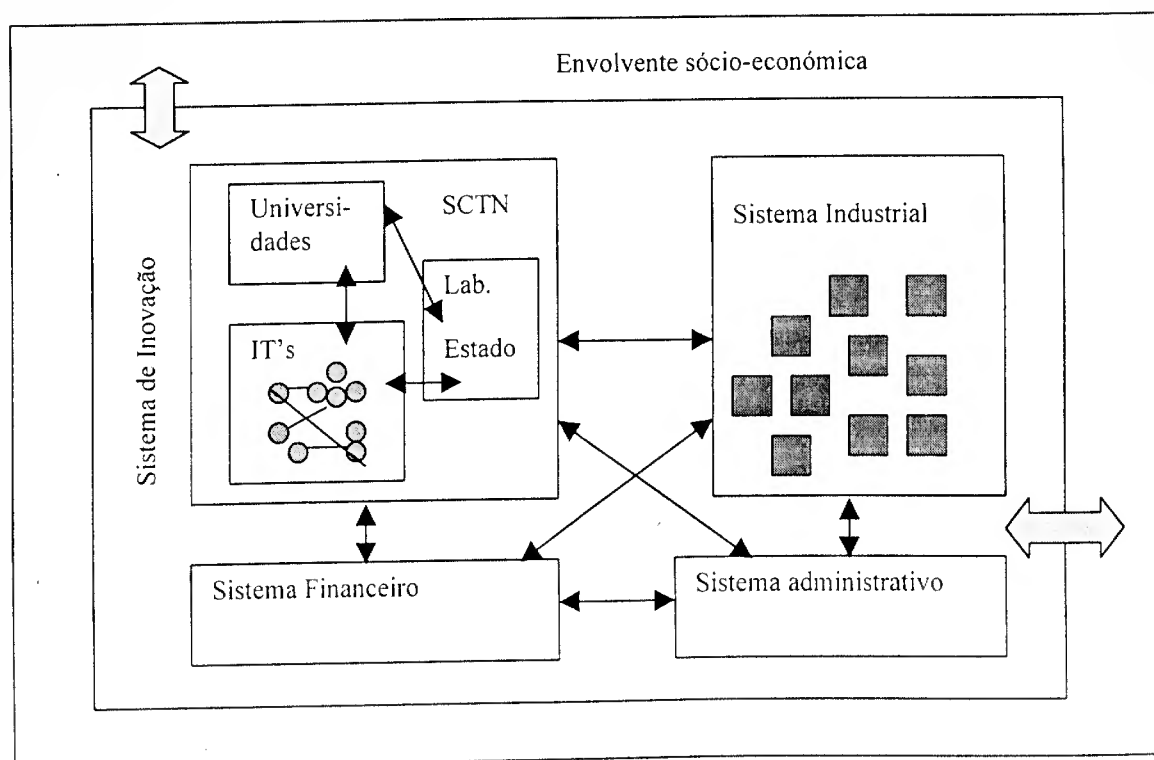 Envolvente sócio-económica
Sistema de Inovação
Universi-
dades
SCTN
Lab.
Estado
IT's
Sistema Industrial
Sistema Financeiro
Sistema administrativo